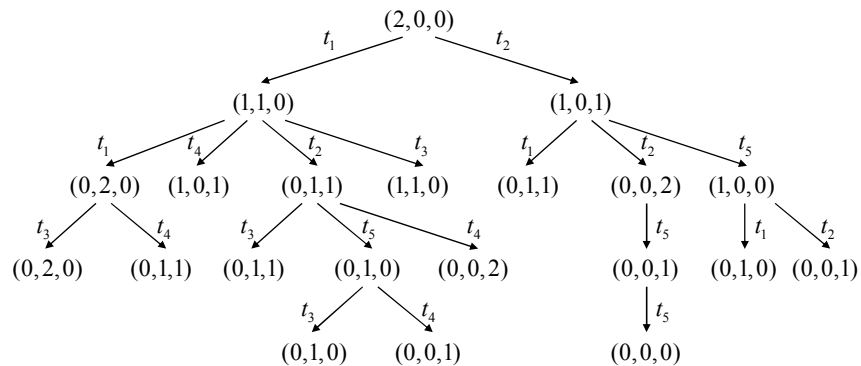 (2,0,0)
t₁ t₂
(1,1,0) (1,0,1)
t₁ t₄ t₂ t₃ t₁ t₂ t₅
(0,2,0) (1,0,1) (0,1,1) (1,1,0) (0,1,1) (0,0,2) (1,0,0)
t₃ t₄ t₃ t₅ t₄ t₅ t₁ t₂
(0,2,0) (0,1,1) (0,1,1) (0,1,0) (0,0,2) (0,0,1) (0,1,0) (0,0,1)
t₃ t₄ t₅
(0,1,0) (0,0,1) (0,0,0)